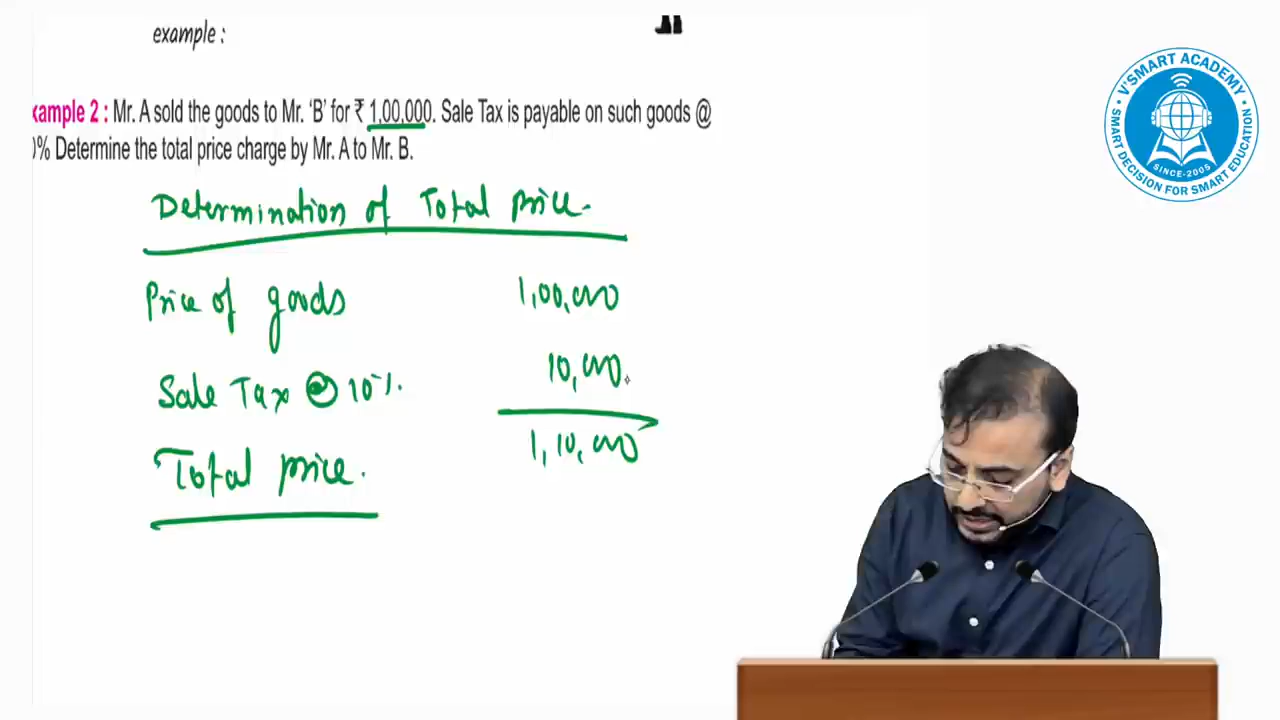 example :
xample 2 : Mr. A sold the goods to Mr. 'B' for ₹ 1,00,000. Sale Tax is payable on such goods @
0% Determine the total price charge by Mr. A to Mr. B.
Determination of Total price.
Price of goods 1,00,000
Sale Tax @ 10%. 10,000
Total price. 1,10,000
V'SMART ACADEMY
SINCE-2005
SMART DECISION FOR SMART EDUCATION